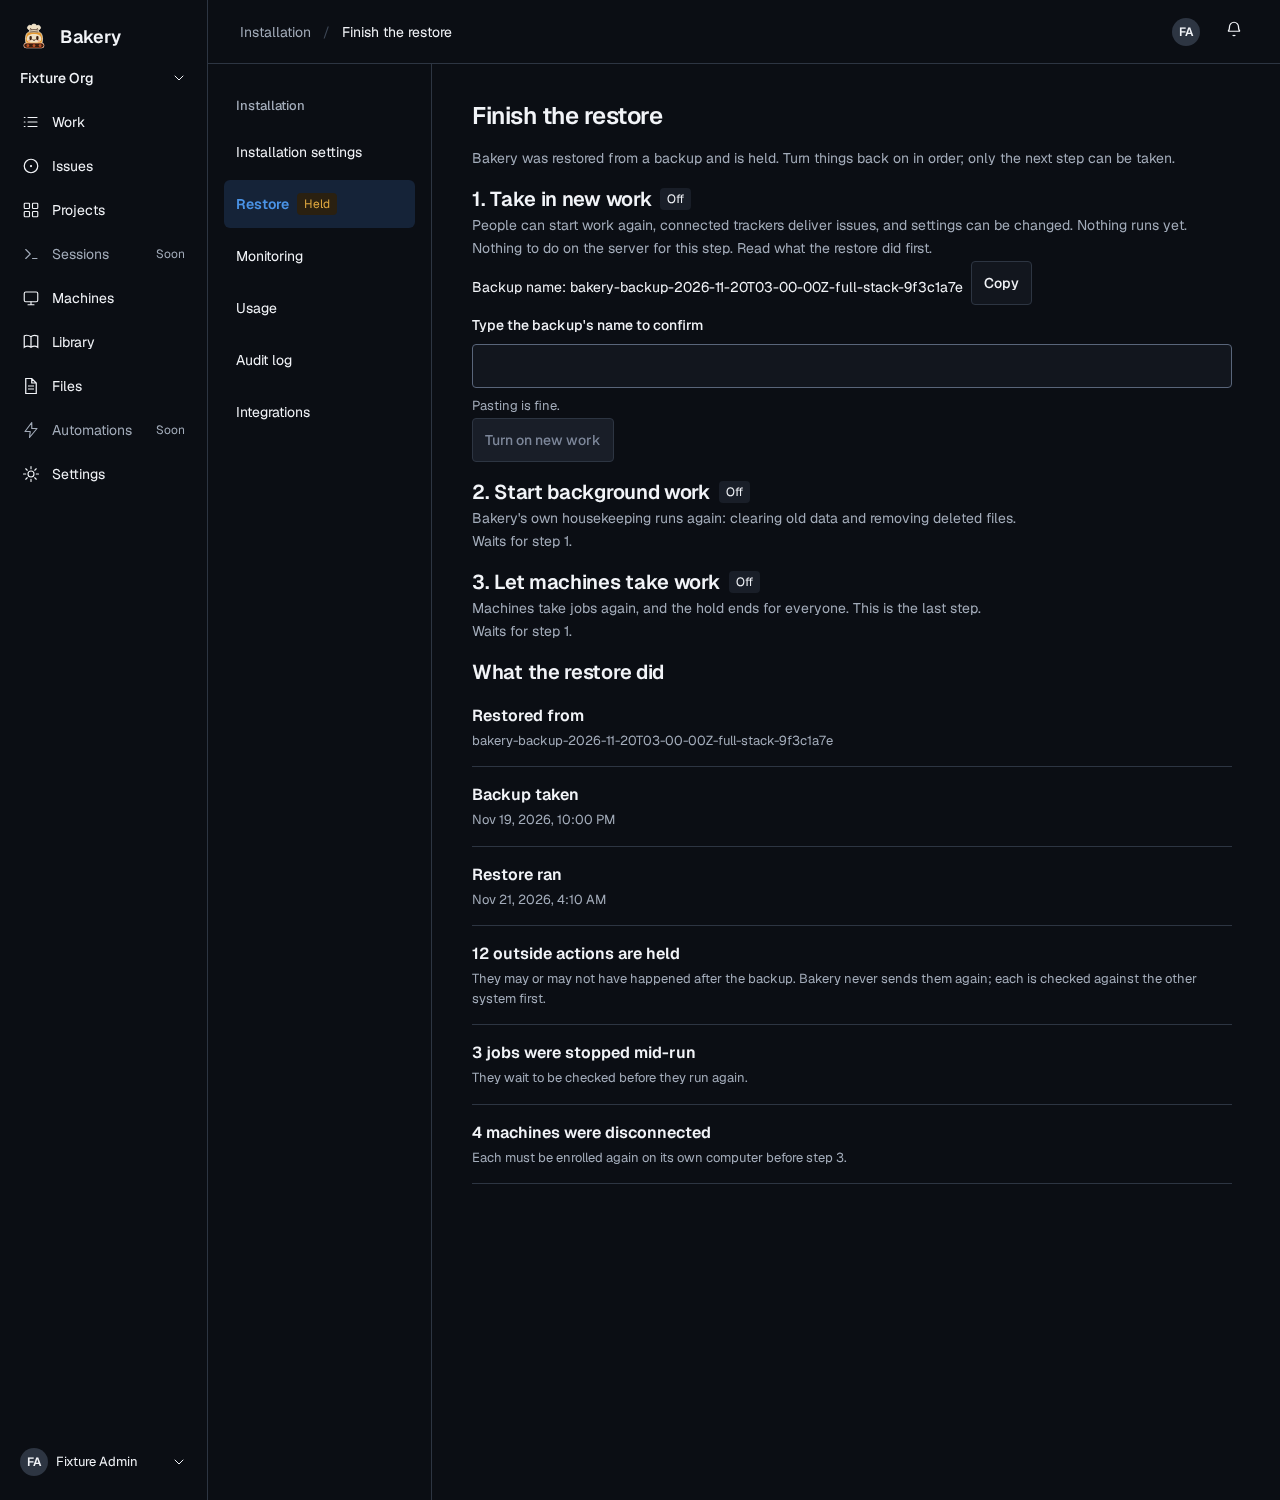 Bakery
Fixture Org
Work
Issues
Projects
Sessions Soon
Machines
Library
Files
Automations Soon
Settings
FA Fixture Admin
Installation / Finish the restore
FA
Installation
Installation settings
Restore Held
Monitoring
Usage
Audit log
Integrations
Finish the restore
Bakery was restored from a backup and is held. Turn things back on in order; only the next step can be taken.
1. Take in new work Off
People can start work again, connected trackers deliver issues, and settings can be changed. Nothing runs yet.
Nothing to do on the server for this step. Read what the restore did first.
Backup name: bakery-backup-2026-11-20T03-00-00Z-full-stack-9f3c1a7e Copy
Type the backup's name to confirm
Pasting is fine.
Turn on new work
2. Start background work Off
Bakery's own housekeeping runs again: clearing old data and removing deleted files.
Waits for step 1.
3. Let machines take work Off
Machines take jobs again, and the hold ends for everyone. This is the last step.
Waits for step 1.
What the restore did
Restored from
bakery-backup-2026-11-20T03-00-00Z-full-stack-9f3c1a7e
Backup taken
Nov 19, 2026, 10:00 PM
Restore ran
Nov 21, 2026, 4:10 AM
12 outside actions are held
They may or may not have happened after the backup. Bakery never sends them again; each is checked against the other
system first.
3 jobs were stopped mid-run
They wait to be checked before they run again.
4 machines were disconnected
Each must be enrolled again on its own computer before step 3.